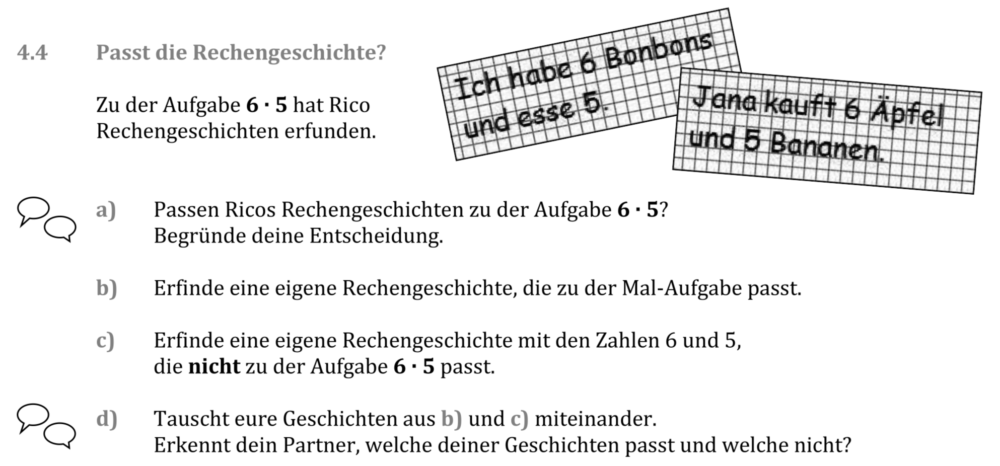 4.4 Passt die Rechengeschichte?
Zu der Aufgabe 6 · 5 hat Rico
Rechengeschichten erfunden.
Ich habe 6 Bonbons
und esse 5.
Jana kauft 6 Äpfel
und 5 Bananen.
a) Passen Ricos Rechengeschichten zu der Aufgabe 6 · 5?
Begründe deine Entscheidung.
b) Erfinde eine eigene Rechengeschichte, die zu der Mal-Aufgabe passt.
c) Erfinde eine eigene Rechengeschichte mit den Zahlen 6 und 5,
die nicht zu der Aufgabe 6 · 5 passt.
d) Tauscht eure Geschichten aus b) und c) miteinander.
Erkennt dein Partner, welche deiner Geschichten passt und welche nicht?